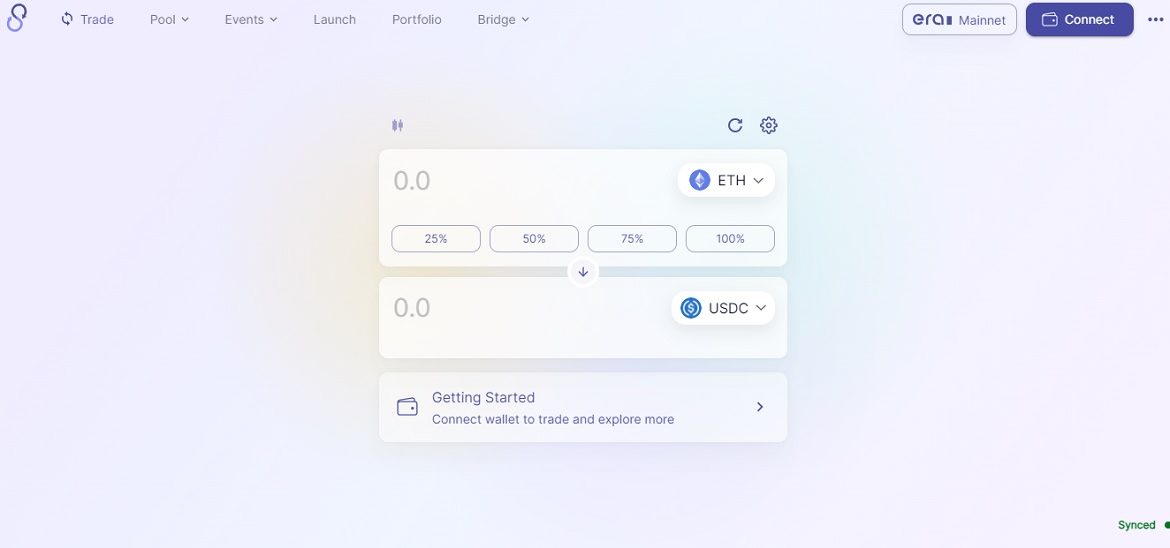 Trade Pool Events Launch Portfolio Bridge era Mainnet Connect
0.0 ETH
25% 50% 75% 100%
0.0 USDC
Getting Started
Connect wallet to trade and explore more
Synced